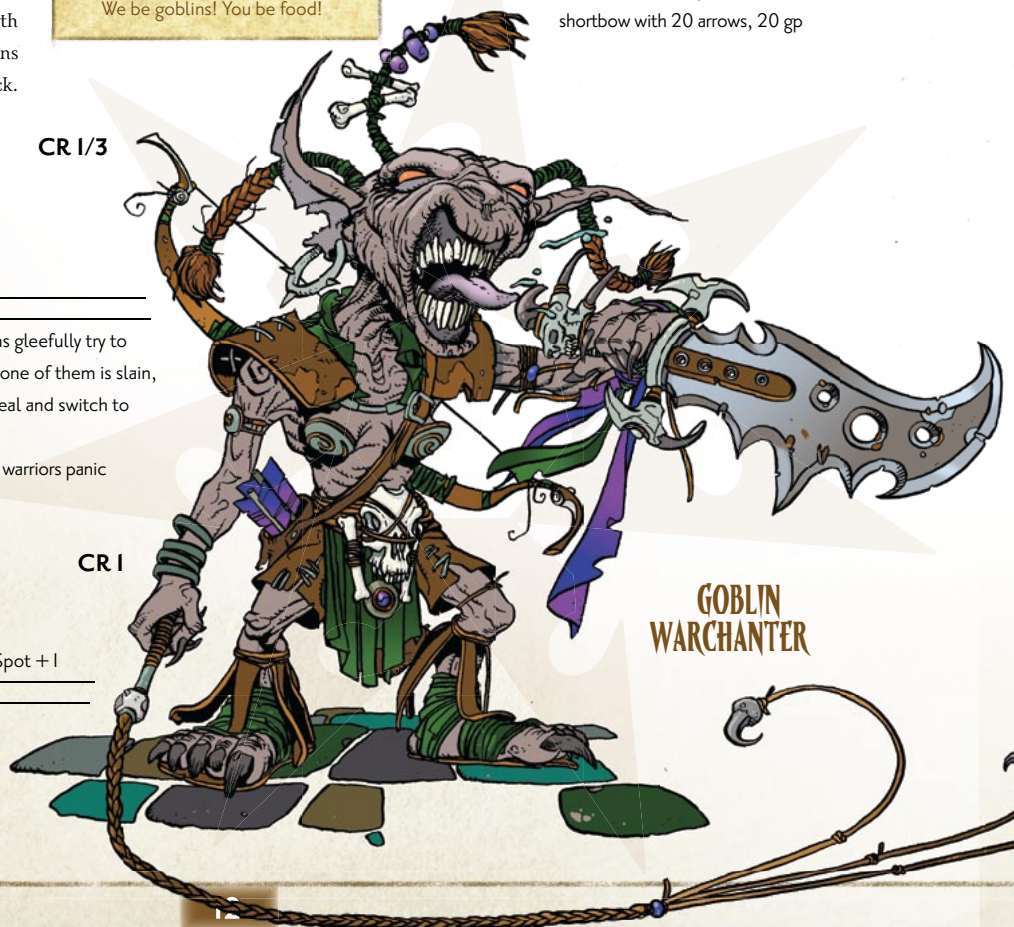 We be goblins! You be food!
th
ns
ck.
CR 1/3
ns gleefully try to
one of them is slain,
eal and switch to
warriors panic
CR 1
Spot +1
shortbow with 20 arrows, 20 gp
GOBLIN
WARCHANTER
12